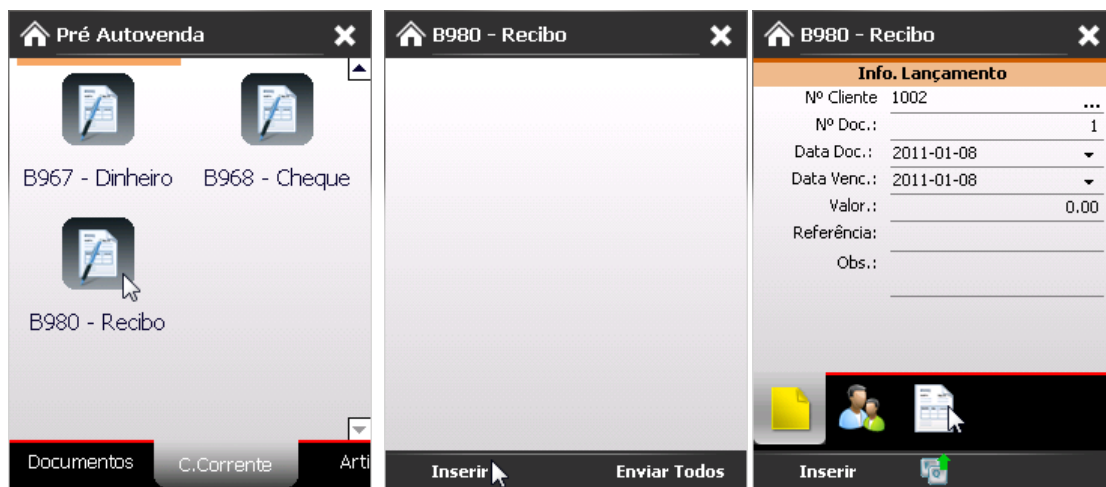 Pré Autovenda
B967 - Dinheiro
B968 - Cheque
B980 - Recibo
Documentos
C.Corrente
Arti
B980 - Recibo
Inserir
Enviar Todos
B980 - Recibo
Info. Lançamento
Nº Cliente 1002 ...
Nº Doc.: 1
Data Doc.: 2011-01-08
Data Venc.: 2011-01-08
Valor.: 0.00
Referência:
Obs.:
Inserir